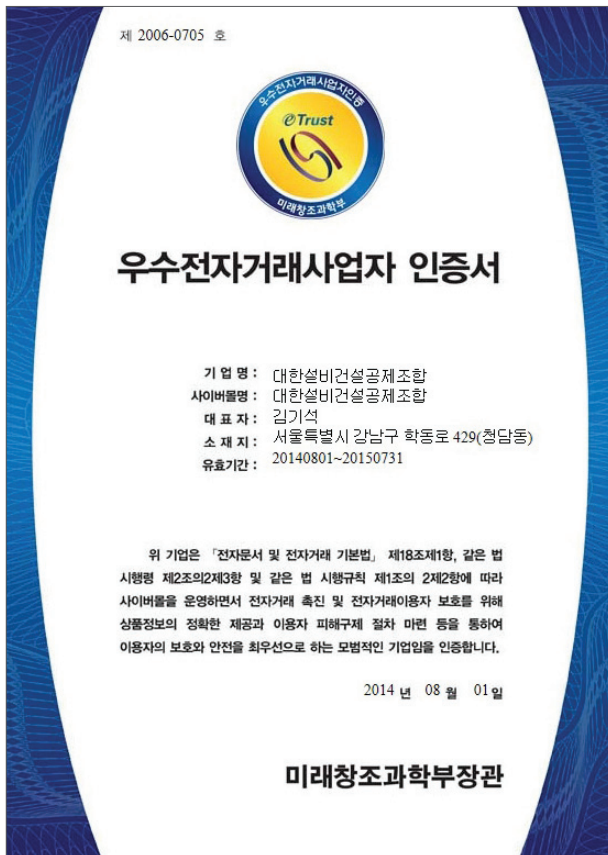 제 2006-0705 호
우수전자거래사업자인증
eTrust
미래창조과학부
우수전자거래사업자 인증서
기 업 명 : 대한설비건설공제조합
사이버몰명 : 대한설비건설공제조합
대 표 자 : 김기석
소 재 지 : 서울특별시 강남구 학동로 429(청담동)
유효기간 : 20140801~20150731
위 기업은 「전자문서 및 전자거래 기본법」 제18조제1항, 같은 법
시행령 제2조의2제3항 및 같은 법 시행규칙 제1조의 2제2항에 따라
사이버몰을 운영하면서 전자거래 촉진 및 전자거래이용자 보호를 위해
상품정보의 정확한 제공과 이용자 피해구제 절차 마련 등을 통하여
이용자의 보호와 안전을 최우선으로 하는 모범적인 기업임을 인증합니다.
2014 년 08 월 01 일
미래창조과학부장관